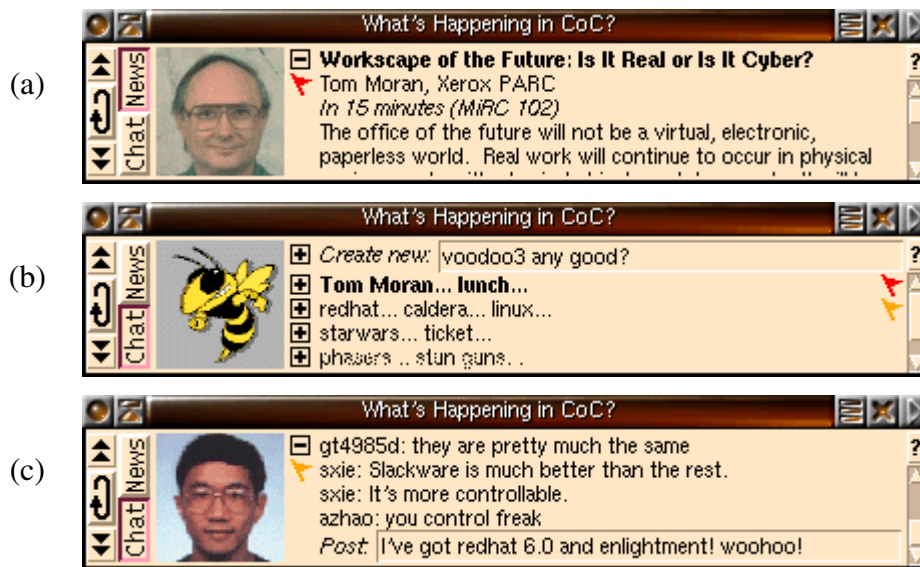 (a)
What's Happening in CoC?
News
Chat
Workscape of the Future: Is It Real or Is It Cyber?
?
Tom Moran, Xerox PARC
In 15 minutes (MiRC 102)
The office of the future will not be a virtual, electronic,
paperless world. Real work will continue to occur in physical
(b)
What's Happening in CoC?
News
Chat
Create new: voodoo3 any good?
?
Tom Moran... lunch...
redhat... caldera... linux...
starwars... ticket...
phasers... stun guns...
(c)
What's Happening in CoC?
News
Chat
gt4985d: they are pretty much the same
?
sxie: Slackware is much better than the rest.
sxie: It's more controllable.
azhao: you control freak
Post: I've got redhat 6.0 and enlightment! woohoo!